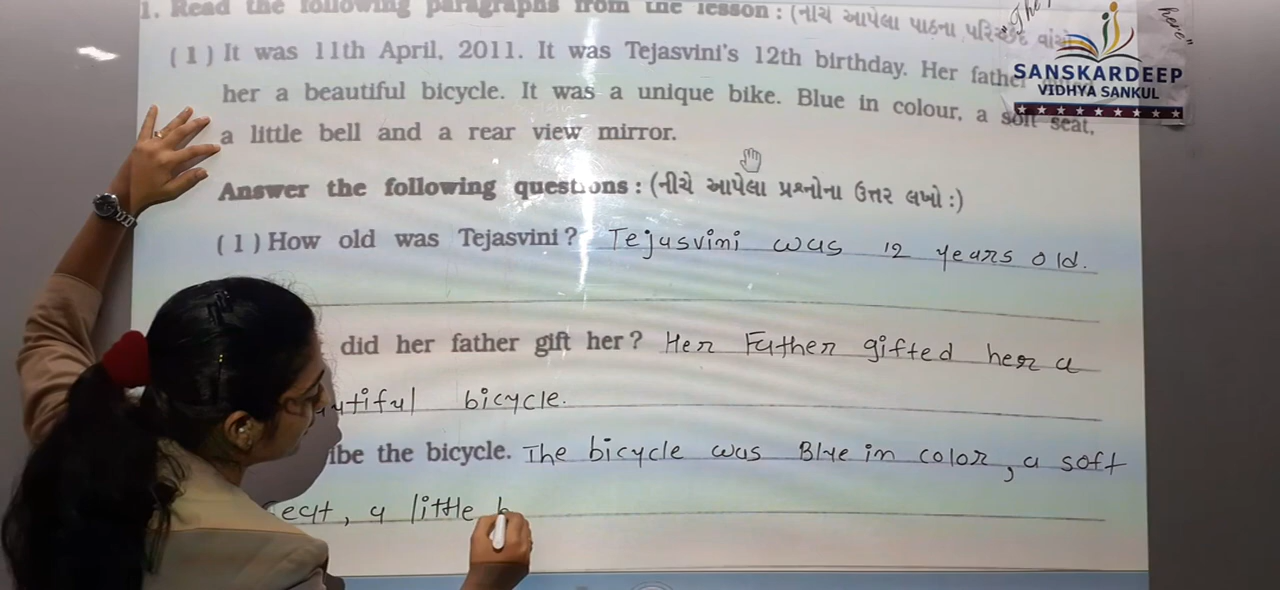 1. Read the following paragraphs from the lesson : (નીચે આપેલા પાઠના પરિચ્છેદ વાંચો
"The
here"
SANSKARDEEP
VIDHYA SANKUL
(1) It was 11th April, 2011. It was Tejasvini's 12th birthday. Her father
her a beautiful bicycle. It was a unique bike. Blue in colour, a soft seat,
a little bell and a rear view mirror.
Answer the following questions : (નીચે આપેલા પ્રશ્નોના ઉત્તર લખો :)
(1) How old was Tejasvini? Tejasvini was 12 years old.
did her father gift her? Her Father gifted her a
utiful bicycle.
ibe the bicycle. The bicycle was Blue in color, a soft
seat, a little b